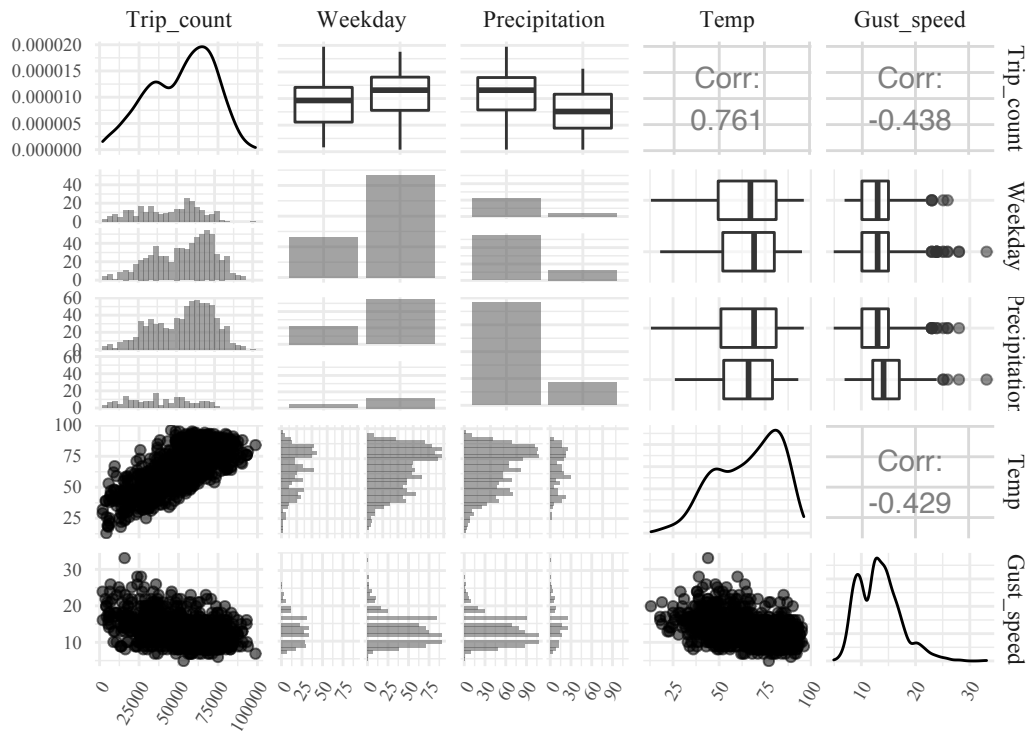 Trip_count Weekday Precipitation Temp Gust_speed
0.000020
0.000015
0.000010
0.000005
0.000000
Corr:
0.761
Corr:
-0.438
Trip_count
40
20
0
40
20
0
Weekday
60
40
20
0
60
40
20
0
Precipitation
100
75
50
25
Corr:
-0.429
Temp
30
20
10
Gust_speed
0 25000 50000 75000 100000
0 25 50 75 0 25 50 75
0 30 60 90 0 30 60 90
25 50 75 100
10 20 30